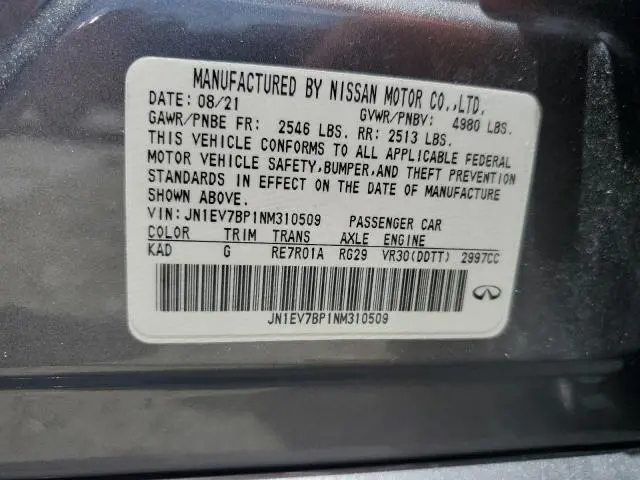 MANUFACTURED BY NISSAN MOTOR CO.,LTD.
DATE: 08/21 GVWR/PNBV: 4980 LBS.
GAWR/PNBE FR: 2546 LBS. RR: 2513 LBS.
THIS VEHICLE CONFORMS TO ALL APPLICABLE FEDERAL
MOTOR VEHICLE SAFETY,BUMPER,AND THEFT PREVENTION
STANDARDS IN EFFECT ON THE DATE OF MANUFACTURE
SHOWN ABOVE.
VIN:JN1EV7BP1NM310509 PASSENGER CAR
COLOR TRIM TRANS AXLE ENGINE
KAD G RE7R01A RG29 VR30(DDTT) 2997CC
JN1EV7BP1NM310509